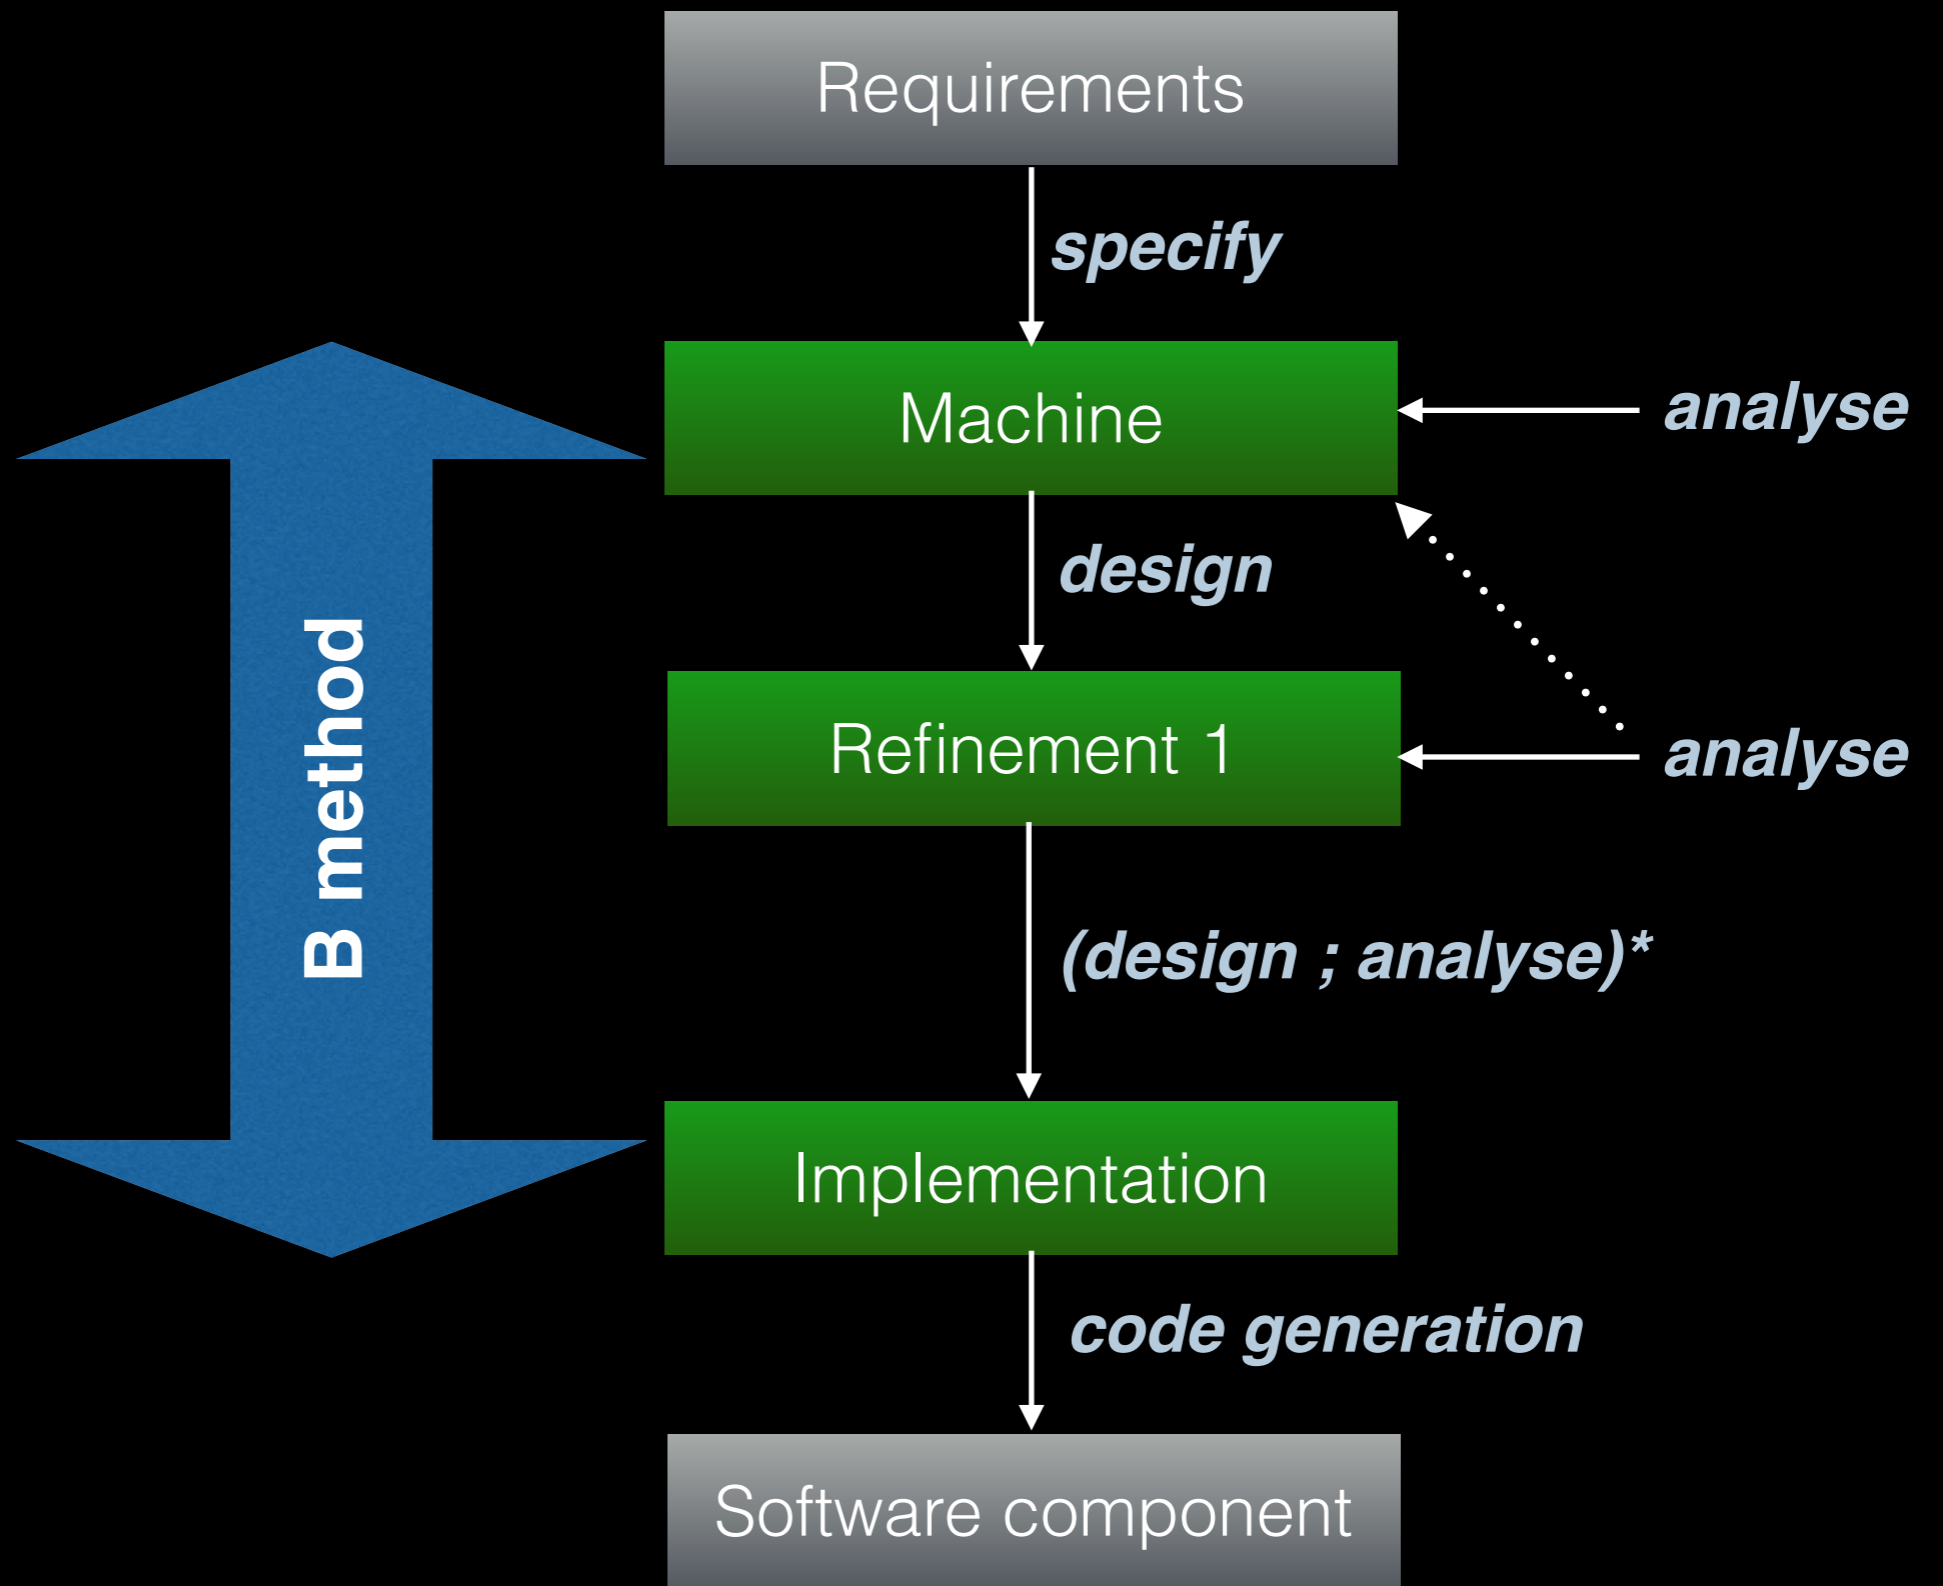 Requirements
specify
Machine
analyse
design
B method
Refinement 1
analyse
(design ; analyse)*
Implementation
code generation
Software component